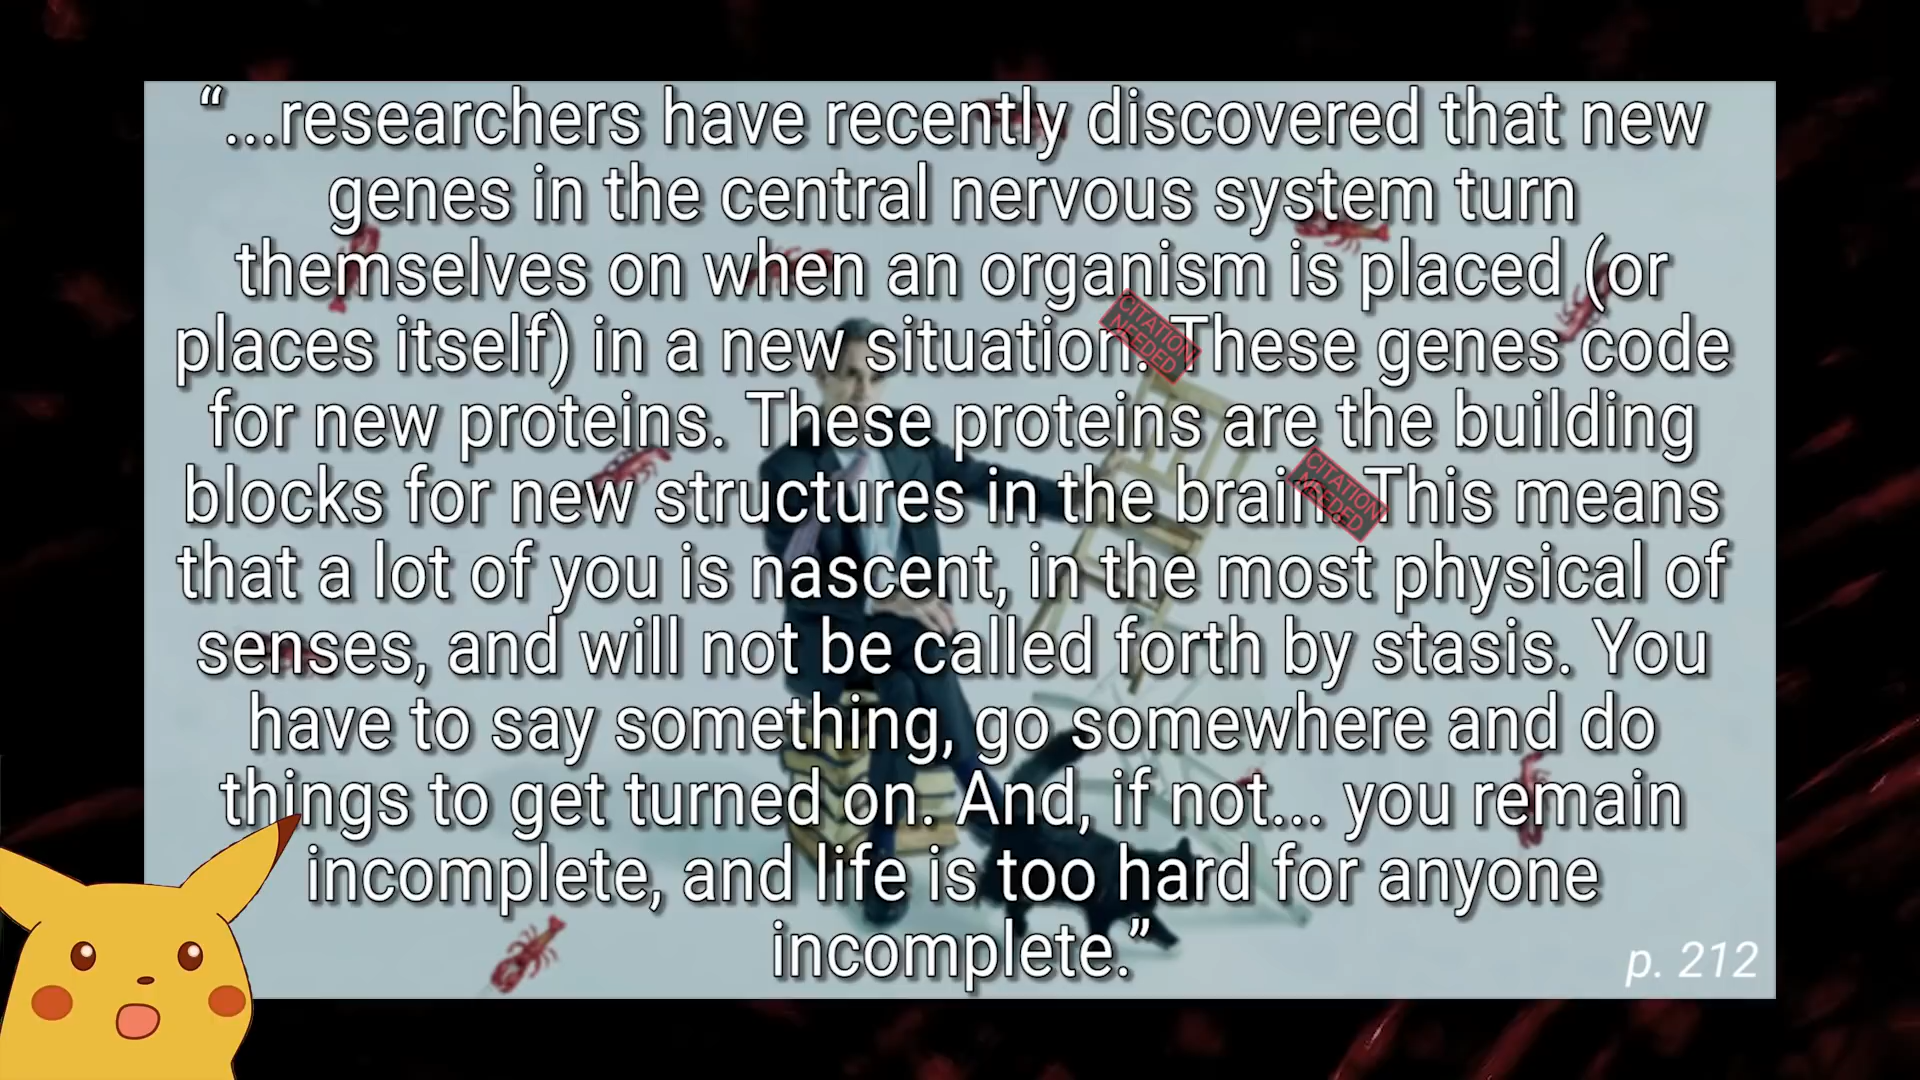 “...researchers have recently discovered that new
genes in the central nervous system turn
themselves on when an organism is placed (or
places itself) in a new situation. These genes code
for new proteins. These proteins are the building
blocks for new structures in the brain. This means
that a lot of you is nascent, in the most physical of
senses, and will not be called forth by stasis. You
have to say something, go somewhere and do
things to get turned on. And, if not... you remain
incomplete, and life is too hard for anyone
incomplete.”
p. 212
CITATION
NEEDED
CITATION
NEEDED